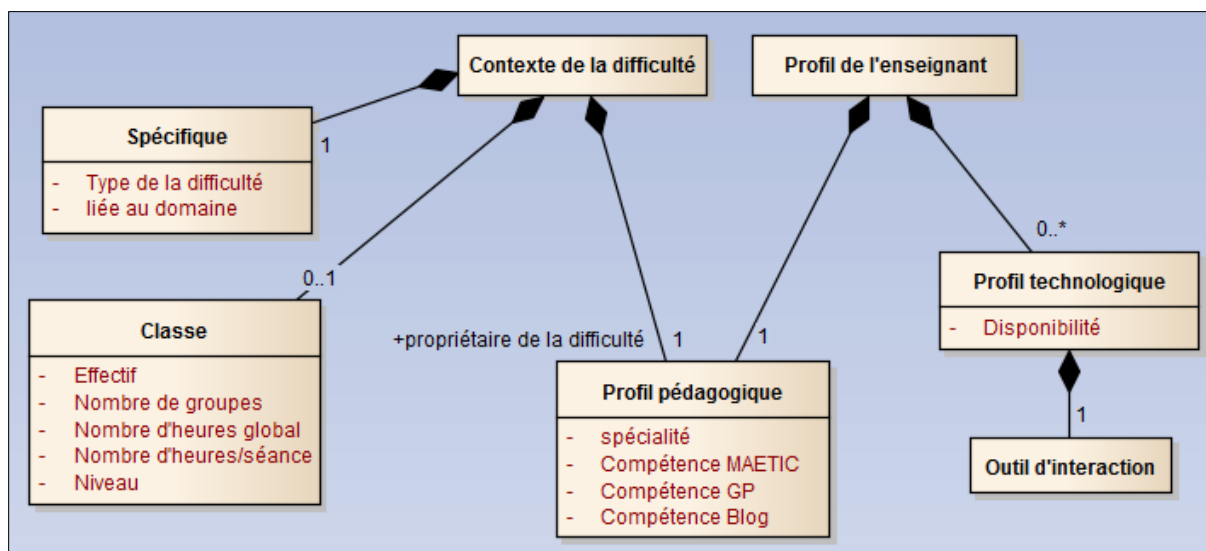 Contexte de la difficulté
Profil de l'enseignant
Spécifique
- Type de la difficulté
- liée au domaine
1
0..1
Classe
- Effectif
- Nombre de groupes
- Nombre d'heures global
- Nombre d'heures/séance
- Niveau
+propriétaire de la difficulté
1
1
Profil pédagogique
- spécialité
- Compétence MAETIC
- Compétence GP
- Compétence Blog
0..*
Profil technologique
- Disponibilité
1
Outil d'interaction